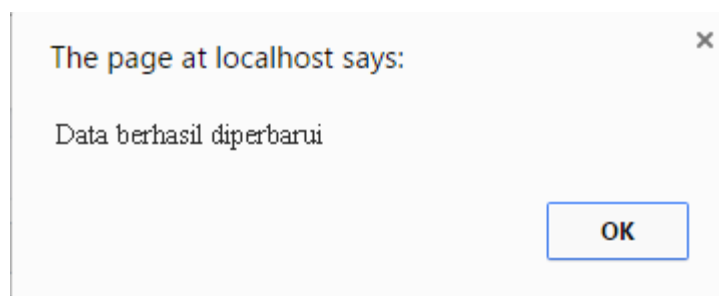 The page at localhost says:
Data berhasil diperbarui
OK